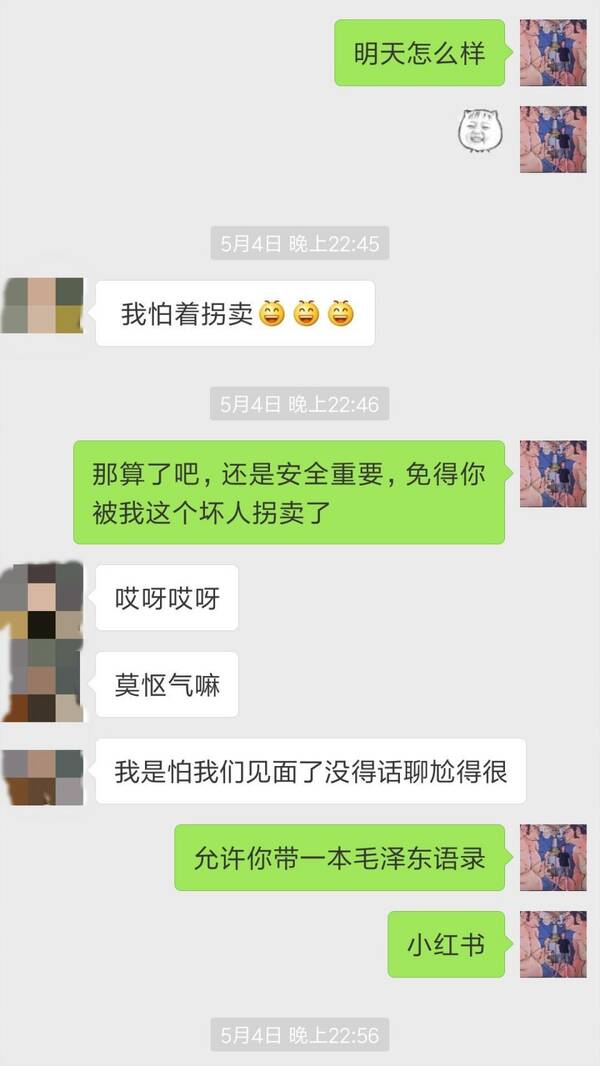 明天怎么样
5月4日 晚上22:45
我怕着拐卖
5月4日 晚上22:46
那算了吧，还是安全重要，免得你
被我这个坏人拐卖了
哎呀哎呀
莫怄气嘛
我是怕我们见面了没得话聊尬得很
允许你带一本毛泽东语录
小红书
5月4日 晚上22:56